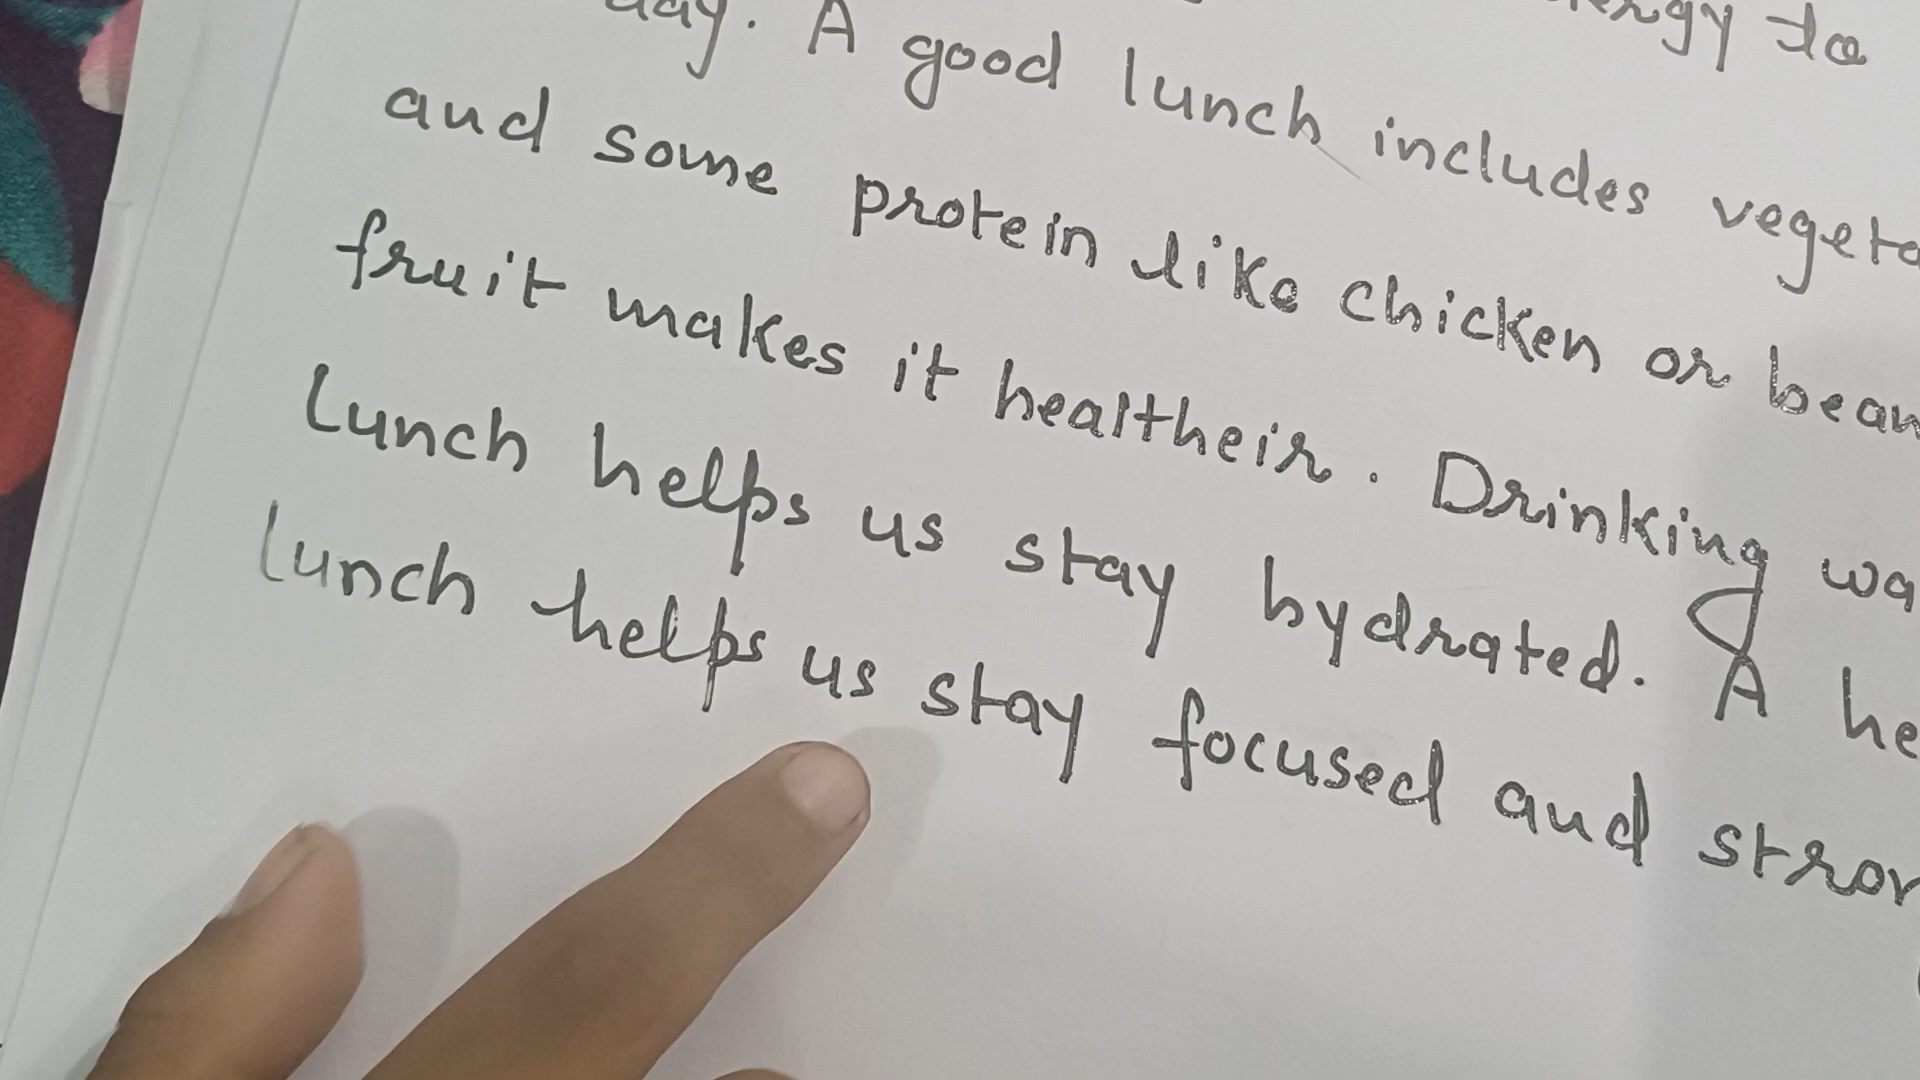 day. A good lunch includes
and some protein like chicken or
fruit makes it healtheir. Drinking
Lunch helps us stay hydrated. A
lunch helps us stay focused and